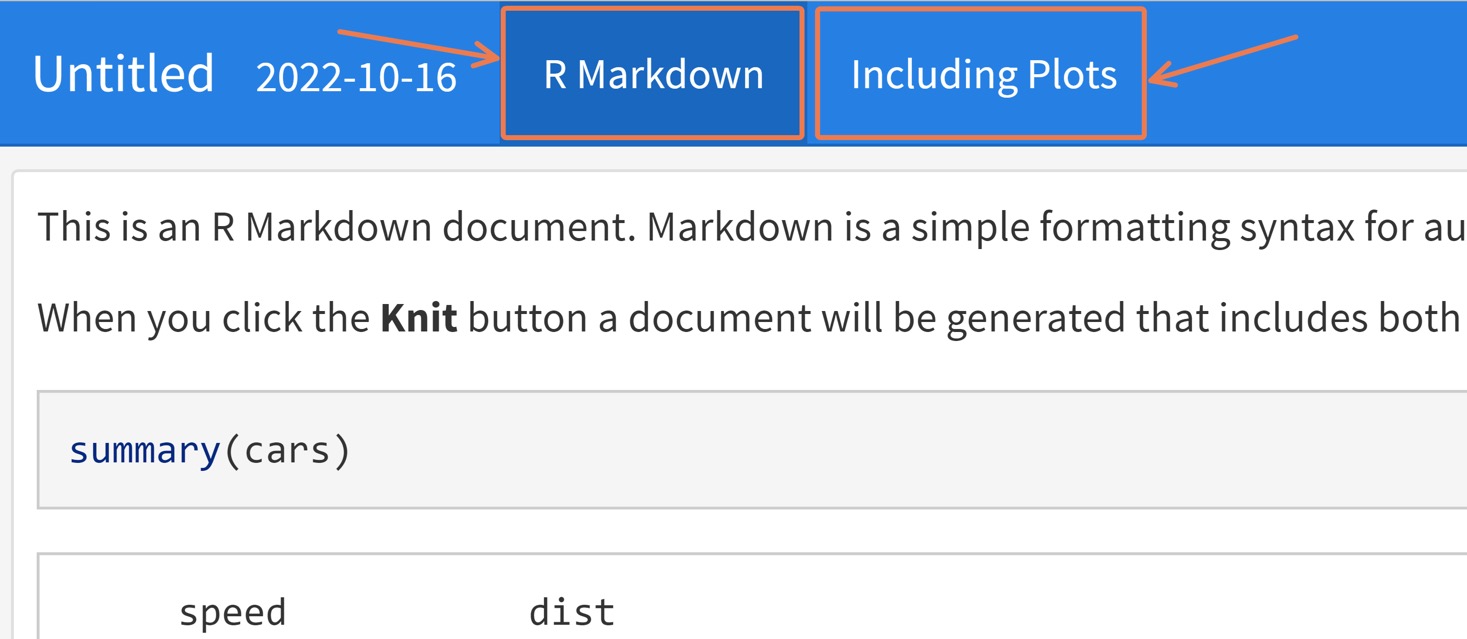 Untitled 2022-10-16 R Markdown Including Plots
This is an R Markdown document. Markdown is a simple formatting syntax for au
When you click the Knit button a document will be generated that includes both
summary(cars)
speed dist